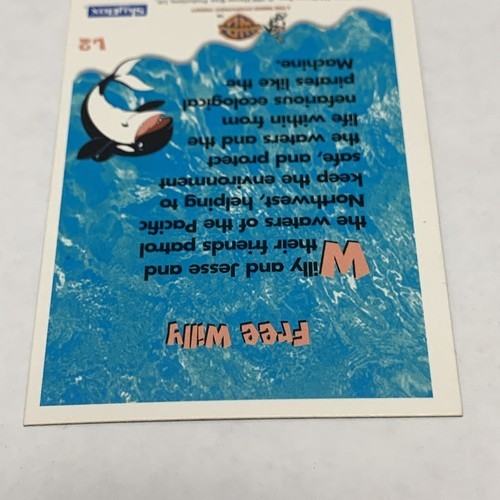 Free Willy
Willy and Jesse and
their friends patrol
the waters of the Pacific
Northwest, helping to
keep the environment
safe, and protect
the waters and the
life within from
nefarious ecological
pirates like the
Machine.
SkyBox